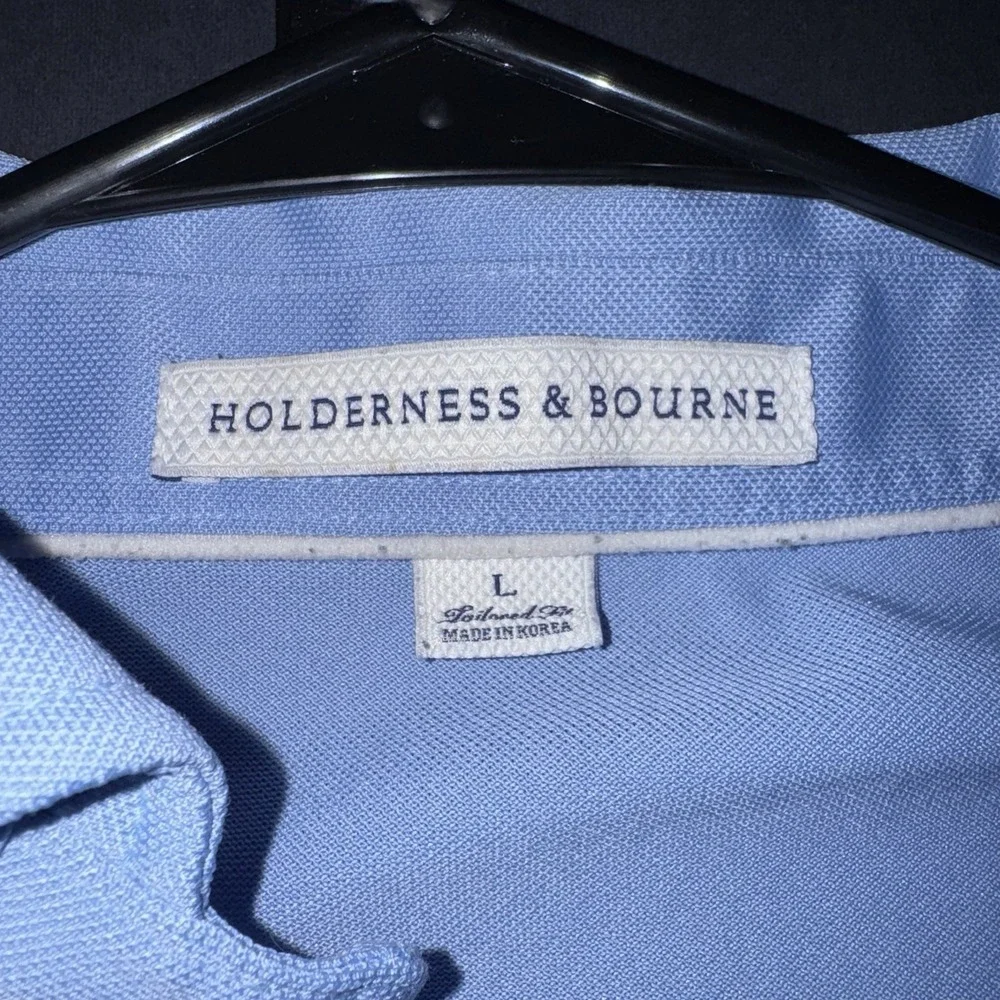 HOLDERNESS & BOURNE
L
Tailored Fit
MADE IN KOREA